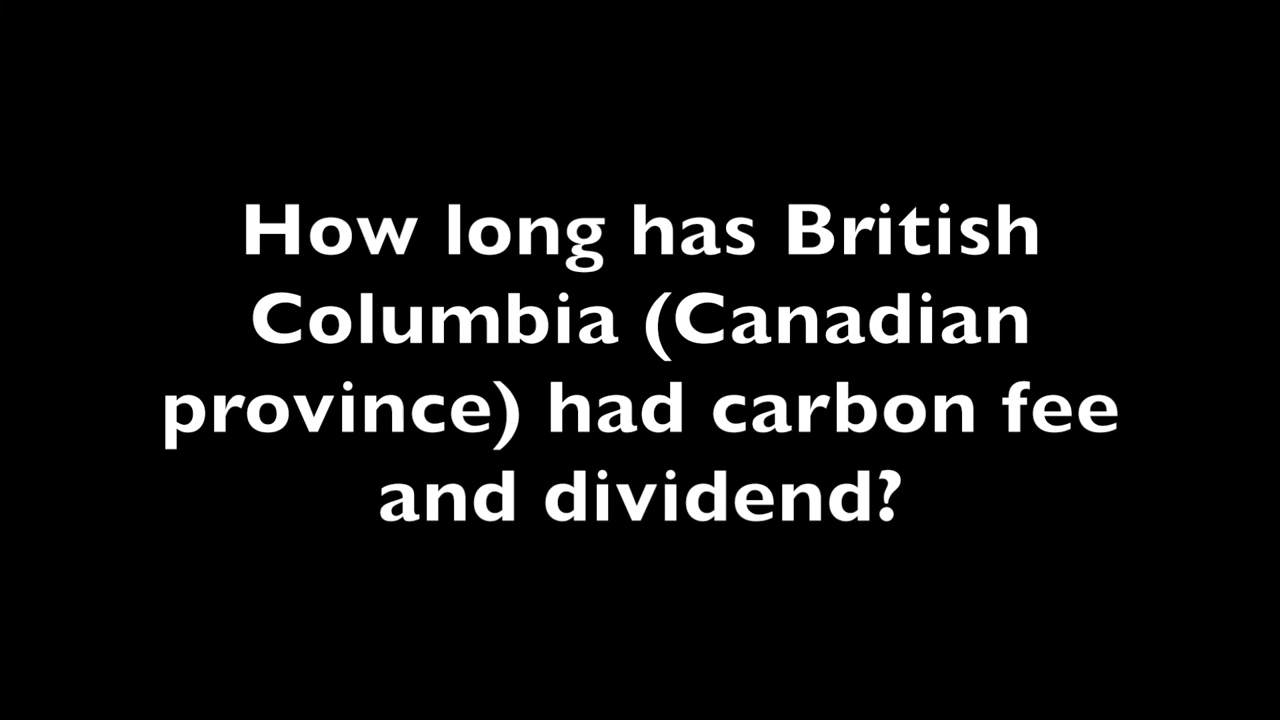 How long has British
Columbia (Canadian
province) had carbon fee
and dividend?